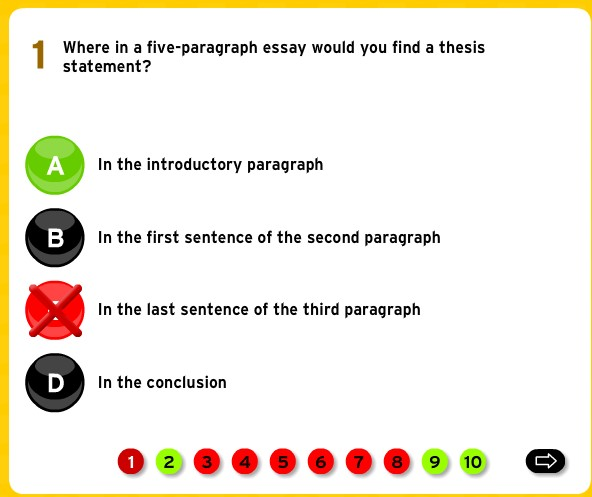 1 Where in a five-paragraph essay would you find a thesis
statement?
A In the introductory paragraph
B In the first sentence of the second paragraph
In the last sentence of the third paragraph
D In the conclusion
1 2 3 4 5 6 7 8 9 10